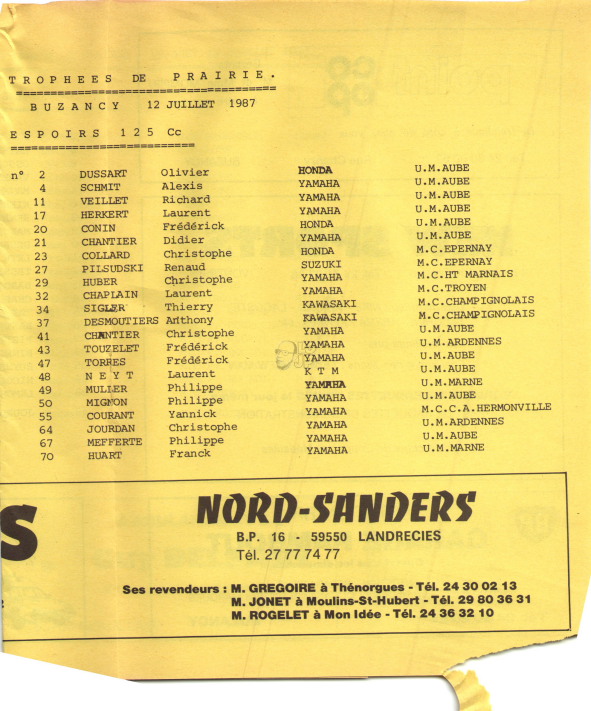 TROPHEES DE PRAIRIE.
BUZANCY 12 JUILLET 1987
ESPOIRS 125 Cc
n° 2 DUSSART Olivier HONDA U.M.AUBE
4 SCHMIT Alexis YAMAHA U.M.AUBE
11 VEILLET Richard YAMAHA U.M.AUBE
17 HERKERT Laurent YAMAHA U.M.AUBE
20 CONIN Frédérick HONDA U.M.AUBE
21 CHANTIER Didier YAMAHA U.M.AUBE
23 COLLARD Christophe HONDA M.C.EPERNAY
27 PILSUDSKI Renaud SUZUKI M.C.EPERNAY
29 HUBER Christophe YAMAHA M.C.HT MARNAIS
32 CHAPLAIN Laurent YAMAHA M.C.TROYEN
34 SIGLER Thierry KAWASAKI M.C.CHAMPIGNOLAIS
37 DESMOUTIERS Anthony KAWASAKI M.C.CHAMPIGNOLAIS
41 CHANTIER Christophe YAMAHA U.M.AUBE
43 TOUZELET Frédérick YAMAHA U.M.ARDENNES
47 TORRES Frédérick YAMAHA U.M.AUBE
48 N E Y T Laurent K T M U.M.AUBE
49 MULLER Philippe YAMAHA U.M.MARNE
50 MIGNON Philippe YAMAHA U.M.AUBE
55 COURANT Yannick YAMAHA M.C.C.A.HERMONVILLE
64 JOURDAN Christophe YAMAHA U.M.ARDENNES
67 MEFFERTE Philippe YAMAHA U.M.AUBE
70 HUART Franck YAMAHA U.M.MARNE
S
NORD-SANDERS
B.P. 16 - 59550 LANDRECIES
Tél. 27 77 74 77
Ses revendeurs : M. GREGOIRE à Thénorgues - Tél. 24 30 02 13
M. JONET à Moulins-St-Hubert - Tél. 29 80 36 31
M. ROGELET à Mon Idée - Tél. 24 36 32 10